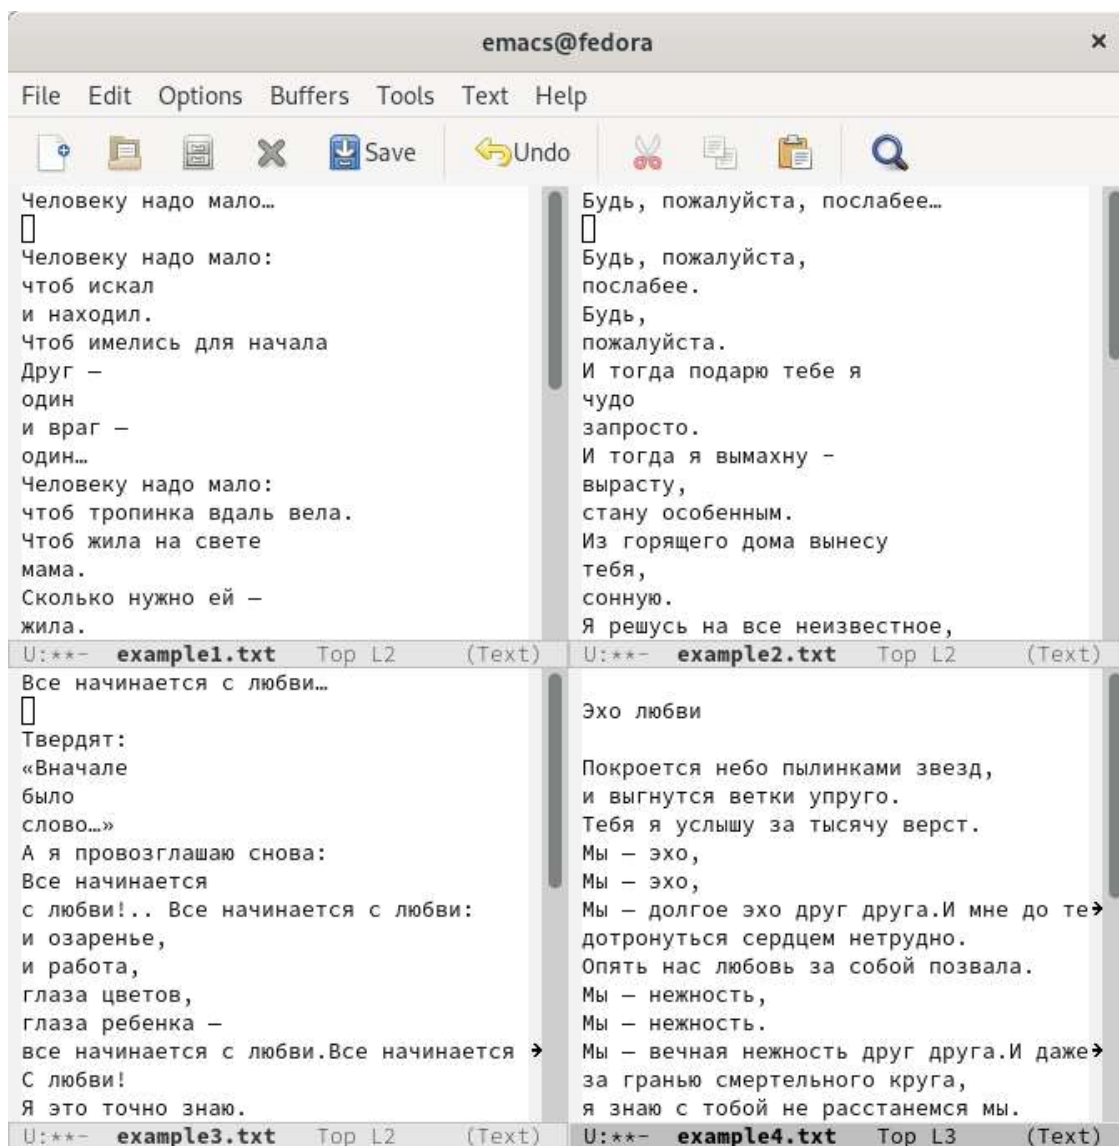 emacs@fedora ×
File Edit Options Buffers Tools Text Help
Save Undo
Человеку надо мало…
Человеку надо мало:
чтоб искал
и находил.
Чтоб имелись для начала
Друг —
один
и враг —
один…
Человеку надо мало:
чтоб тропинка вдаль вела.
Чтоб жила на свете
мама.
Сколько нужно ей —
жила.
U:**-  example1.txt   Top L2   (Text)
Будь, пожалуйста, послабее…
Будь, пожалуйста,
послабее.
Будь,
пожалуйста.
И тогда подарю тебе я
чудо
запросто.
И тогда я вымахну –
вырасту,
стану особенным.
Из горящего дома вынесу
тебя,
сонную.
Я решусь на все неизвестное,
U:**-  example2.txt   Top L2   (Text)
Все начинается с любви…
Твердят:
«Вначале
было
слово…»
А я провозглашаю снова:
Все начинается
с любви!.. Все начинается с любви:
и озаренье,
и работа,
глаза цветов,
глаза ребенка —
все начинается с любви.Все начинается
С любви!
Я это точно знаю.
U:**-  example3.txt   Top L2   (Text)
Эхо любви
Покроется небо пылинками звезд,
и выгнутся ветки упруго.
Тебя я услышу за тысячу верст.
Мы — эхо,
Мы — эхо,
Мы — долгое эхо друг друга.И мне до те
дотронуться сердцем нетрудно.
Опять нас любовь за собой позвала.
Мы — нежность,
Мы — нежность.
Мы — вечная нежность друг друга.И даже
за гранью смертельного круга,
я знаю с тобой не расстанемся мы.
U:**-  example4.txt   Top L3   (Text)